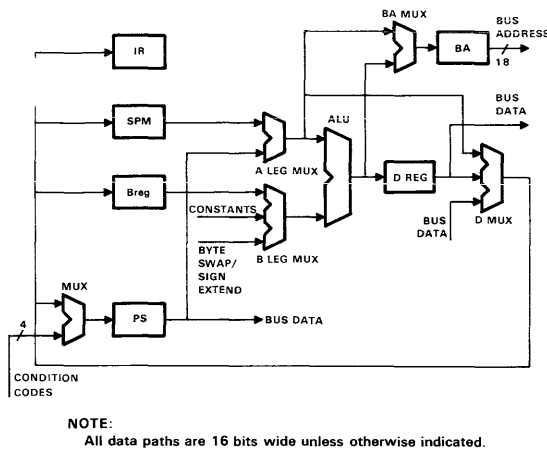 BA MUX
BUS
ADDRESS
IR
BA
18
SPM
ALU
BUS
DATA
A LEG MUX
Breg
D REG
CONSTANTS
BUS
DATA
D MUX
BYTE
SWAP/
SIGN
EXTEND
B LEG MUX
MUX
4
PS
BUS DATA
CONDITION
CODES
NOTE:
All data paths are 16 bits wide unless otherwise indicated.